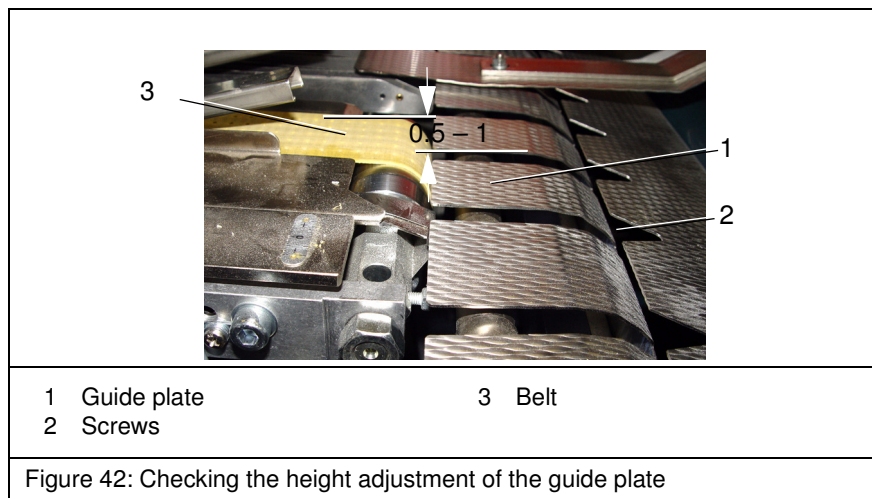 3
0.5 – 1
1
2
1 Guide plate
2 Screws
3 Belt
Figure 42: Checking the height adjustment of the guide plate